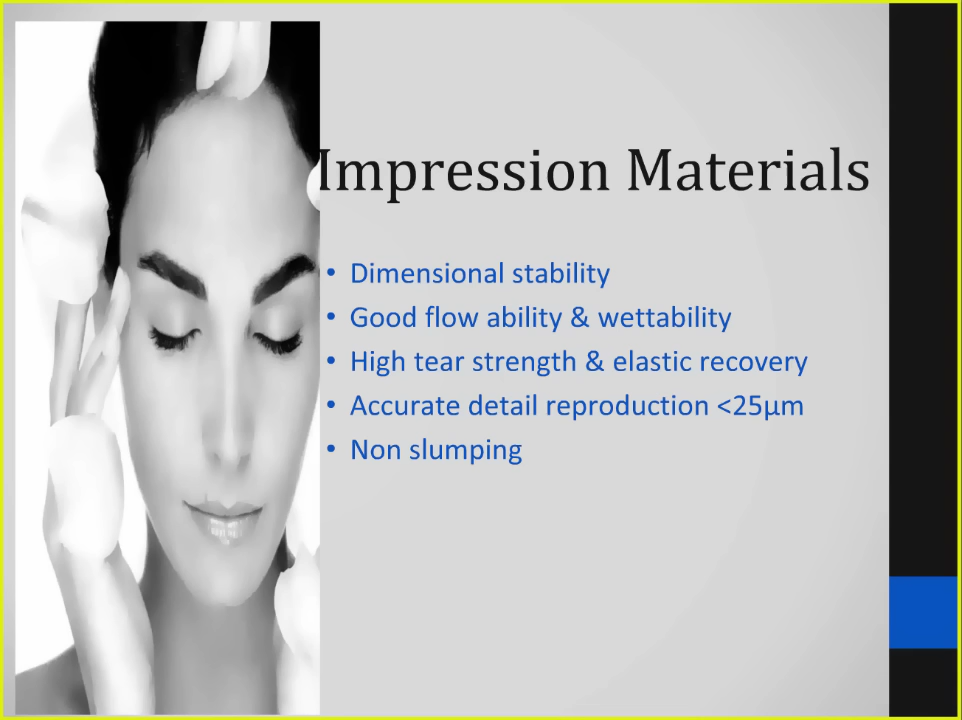 Impression Materials
• Dimensional stability
• Good flow ability & wettability
• High tear strength & elastic recovery
• Accurate detail reproduction <25µm
• Non slumping